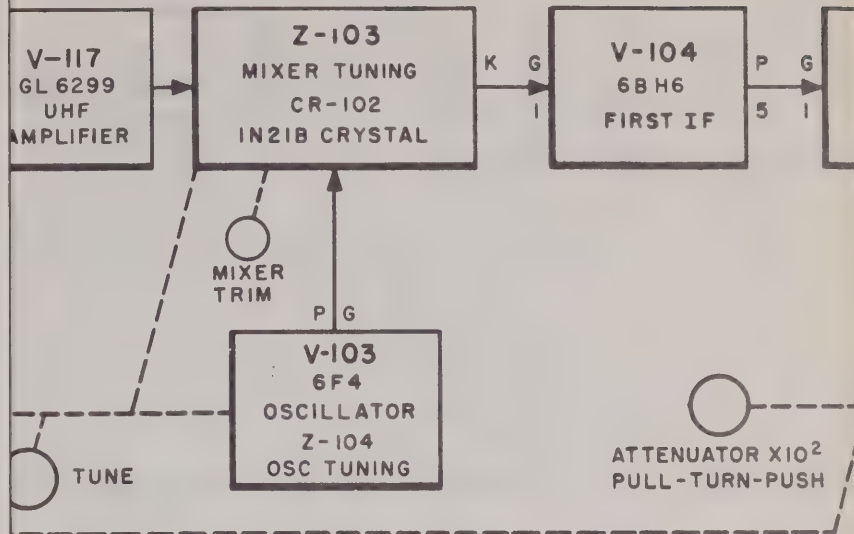 V-117
GL 6299
UHF
AMPLIFIER
Z-103
MIXER TUNING
CR-102
IN21B CRYSTAL
K G
1
V-104
6BH6
FIRST IF
P G
5 1
MIXER
TRIM
P G
V-103
6F4
OSCILLATOR
Z-104
OSC TUNING
TUNE
ATTENUATOR X10²
PULL-TURN-PUSH